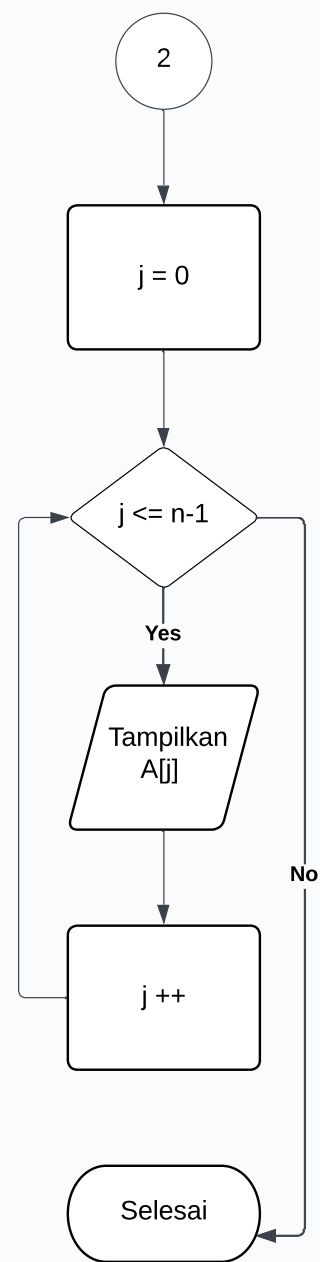 2
j = 0
j <= n-1
Yes
Tampilkan
A[j]
No
j ++
Selesai